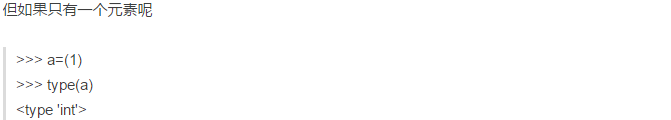 但如果只有一个元素呢
>>> a=(1)
>>> type(a)
<type 'int'>